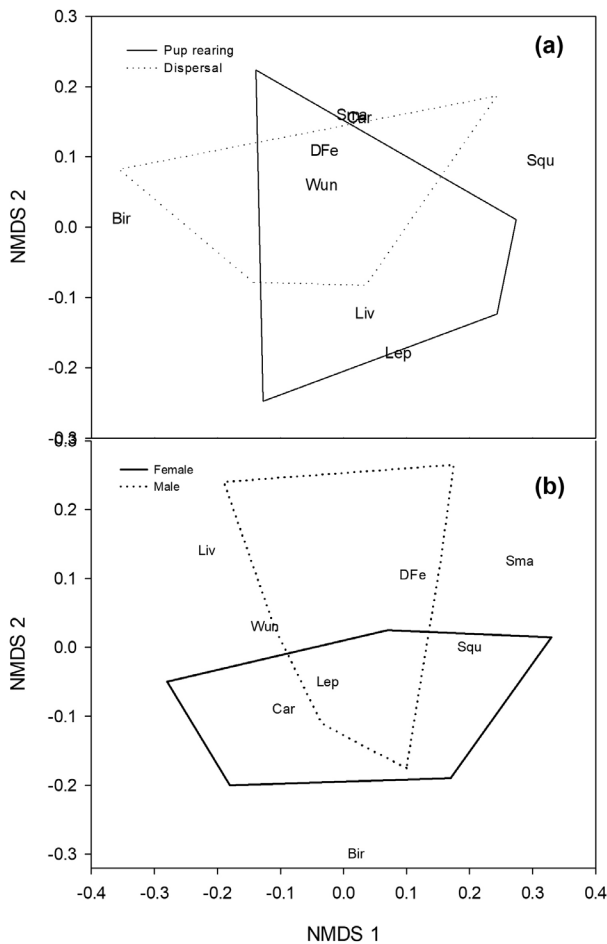 0.3
(a)
Pup rearing
Dispersal
0.2
Sma
Car
0.1
DFe
Squ
Wun
NMDS 2
0.0
Bir
-0.1
Liv
-0.2
Lep
-0.3
0.3
Female
(b)
Male
0.2
Liv
Sma
0.1
DFe
Wun
NMDS 2
0.0
Squ
Lep
Car
-0.1
-0.2
-0.3
Bir
-0.4 -0.3 -0.2 -0.1 0.0 0.1 0.2 0.3 0.4
NMDS 1